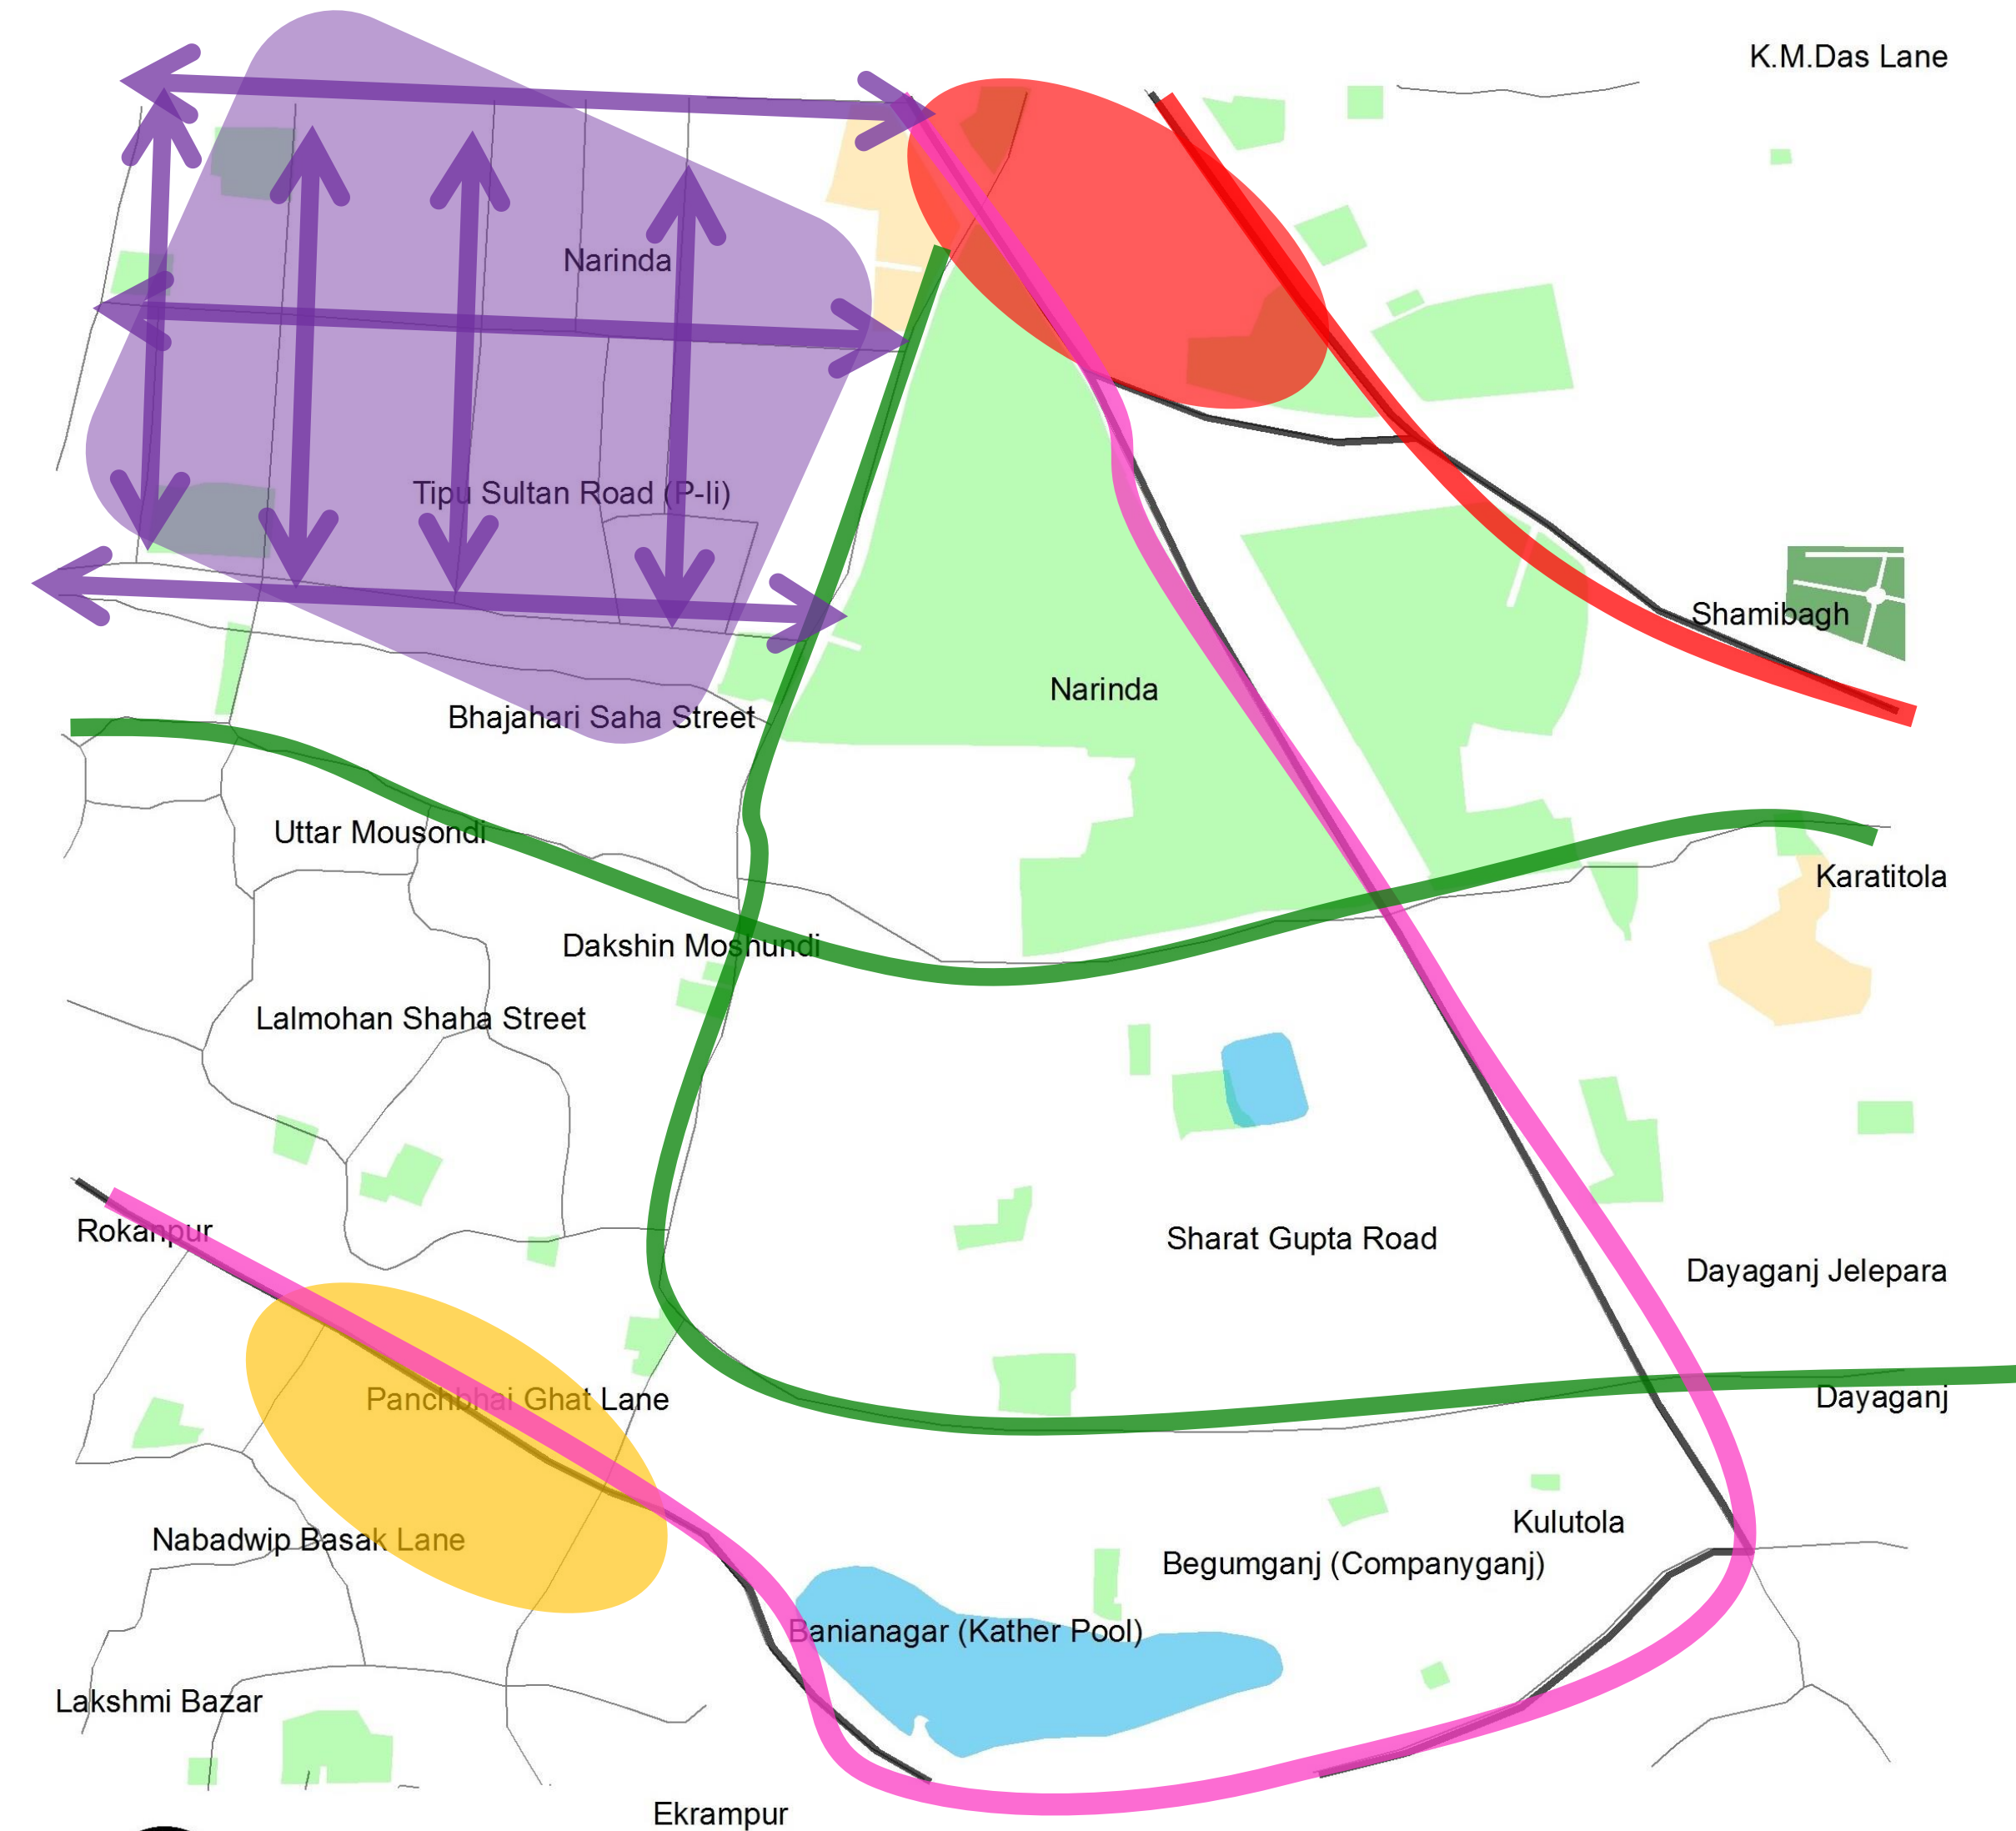 K.M.Das Lane
Narinda
Tipu Sultan Road (P-Ii)
Shamibagh
Narinda
Bhajahari Saha Street
Uttar Mousondi
Karatitola
Dakshin Moshundi
Lalmohan Shaha Street
Rokanpur
Sharat Gupta Road
Dayaganj Jelepara
Panchbhai Ghat Lane
Dayaganj
Kulutola
Nabadwip Basak Lane
Begumganj (Companyganj)
Banianagar (Kather Pool)
Lakshmi Bazar
Ekrampur